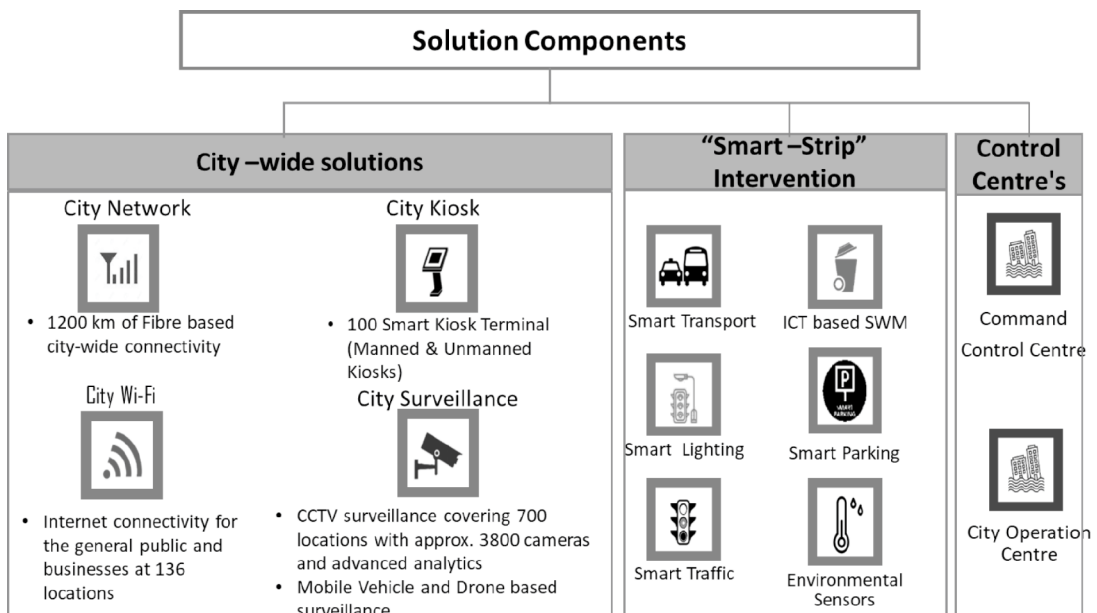 Solution Components
City –wide solutions
City Network
• 1200 km of Fibre based
city-wide connectivity
City Kiosk
• 100 Smart Kiosk Terminal
(Manned & Unmanned
Kiosks)
City Wi-Fi
• Internet connectivity for
the general public and
businesses at 136
locations
City Surveillance
• CCTV surveillance covering 700
locations with approx. 3800 cameras
and advanced analytics
• Mobile Vehicle and Drone based
surveillance
“Smart –Strip”
Intervention
Smart Transport
ICT based SWM
Smart Lighting
P
SMART
PARKING
Smart Parking
Smart Traffic
Environmental
Sensors
Control
Centre's
Command
Control Centre
City Operation
Centre